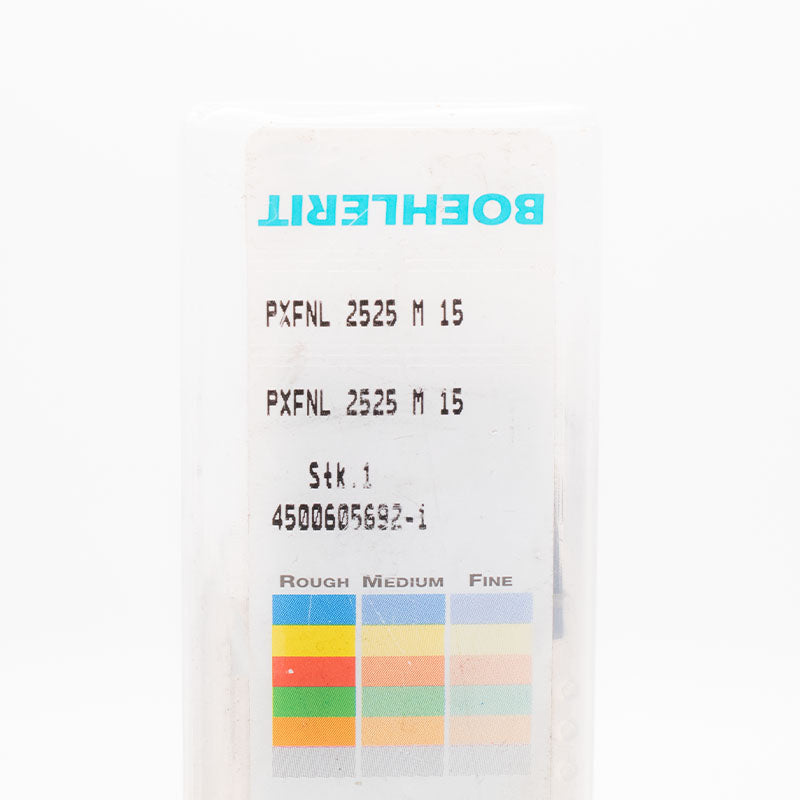 BOEHLERIT
PXFNL 2525 M 15
PXFNL 2525 M 15
Stk.1
4500605692-1
ROUGH MEDIUM FINE